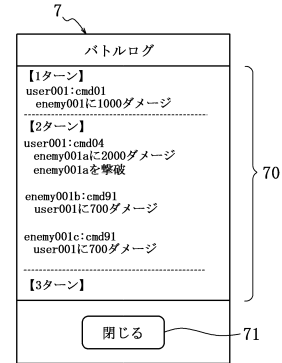 7
バトルログ
【1ターン】
user001:cmd01
enemy001に1000ダメージ
【2ターン】
user001:cmd04
enemy001aに2000ダメージ
enemy001aを撃破
enemy001b:cmd91
user001に700ダメージ
enemy001c:cmd91
user001に700ダメージ
【3ターン】
70
閉じる
71